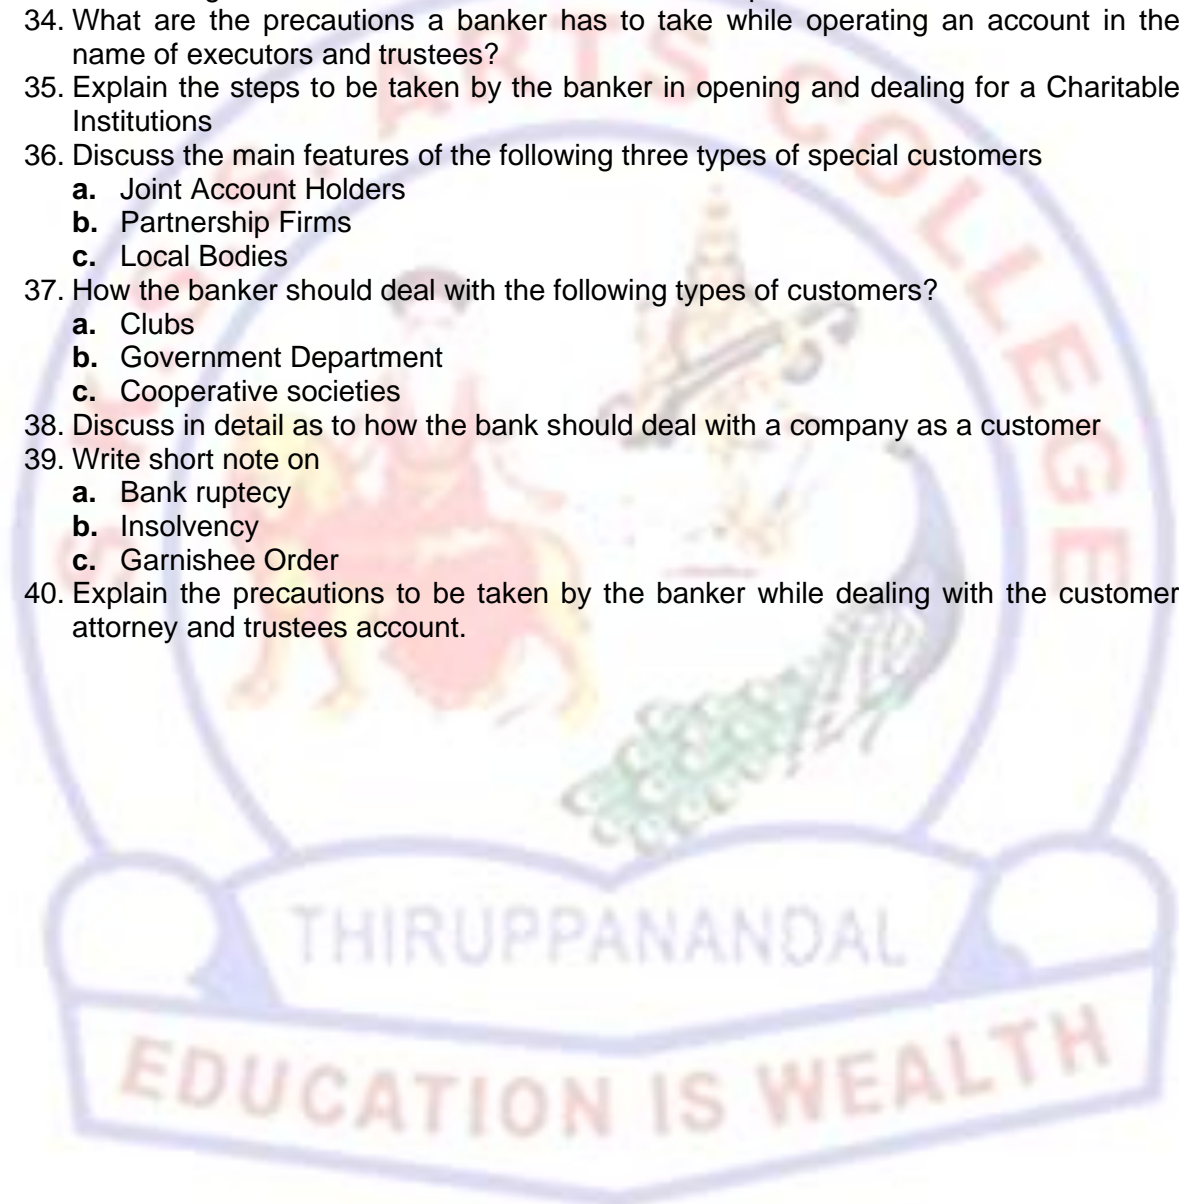 34. What are the precautions a banker has to take while operating an account in the
name of executors and trustees?
35. Explain the steps to be taken by the banker in opening and dealing for a Charitable
Institutions
36. Discuss the main features of the following three types of special customers
a. Joint Account Holders
b. Partnership Firms
c. Local Bodies
37. How the banker should deal with the following types of customers?
a. Clubs
b. Government Department
c. Cooperative societies
38. Discuss in detail as to how the bank should deal with a company as a customer
39. Write short note on
a. Bank ruptecy
b. Insolvency
c. Garnishee Order
40. Explain the precautions to be taken by the banker while dealing with the customer
attorney and trustees account.
ARTS COLLEGE
THIRUPPANANDAL
EDUCATION IS WEALTH